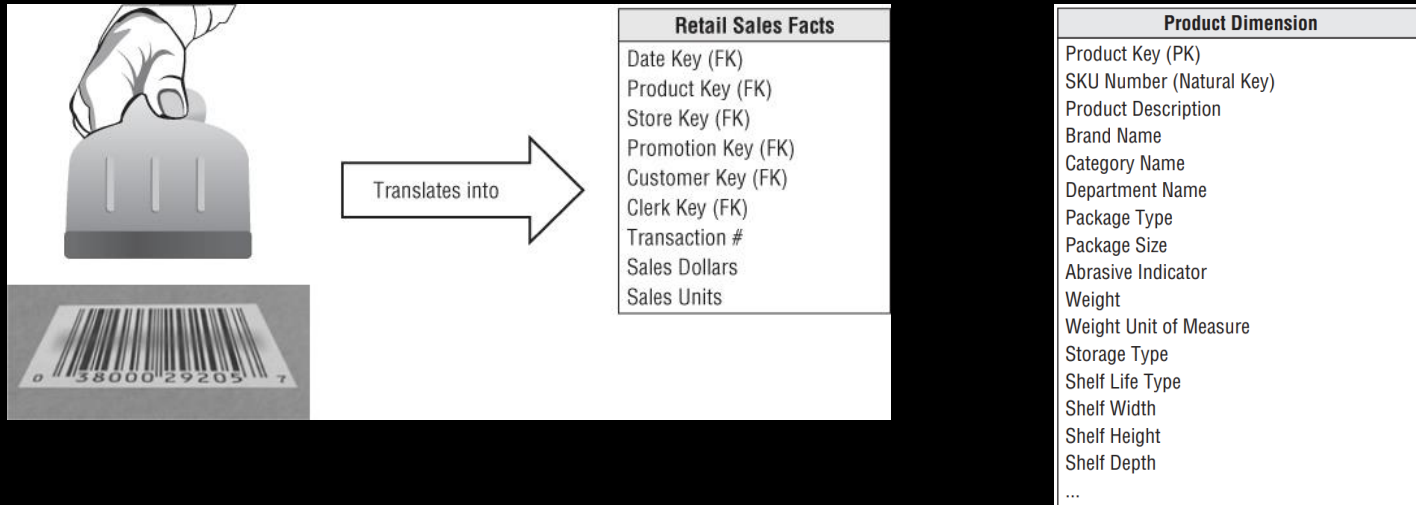 0 38000 29205 7
Translates into
Retail Sales Facts
Date Key (FK)
Product Key (FK)
Store Key (FK)
Promotion Key (FK)
Customer Key (FK)
Clerk Key (FK)
Transaction #
Sales Dollars
Sales Units
Product Dimension
Product Key (PK)
SKU Number (Natural Key)
Product Description
Brand Name
Category Name
Department Name
Package Type
Package Size
Abrasive Indicator
Weight
Weight Unit of Measure
Storage Type
Shelf Life Type
Shelf Width
Shelf Height
Shelf Depth
...